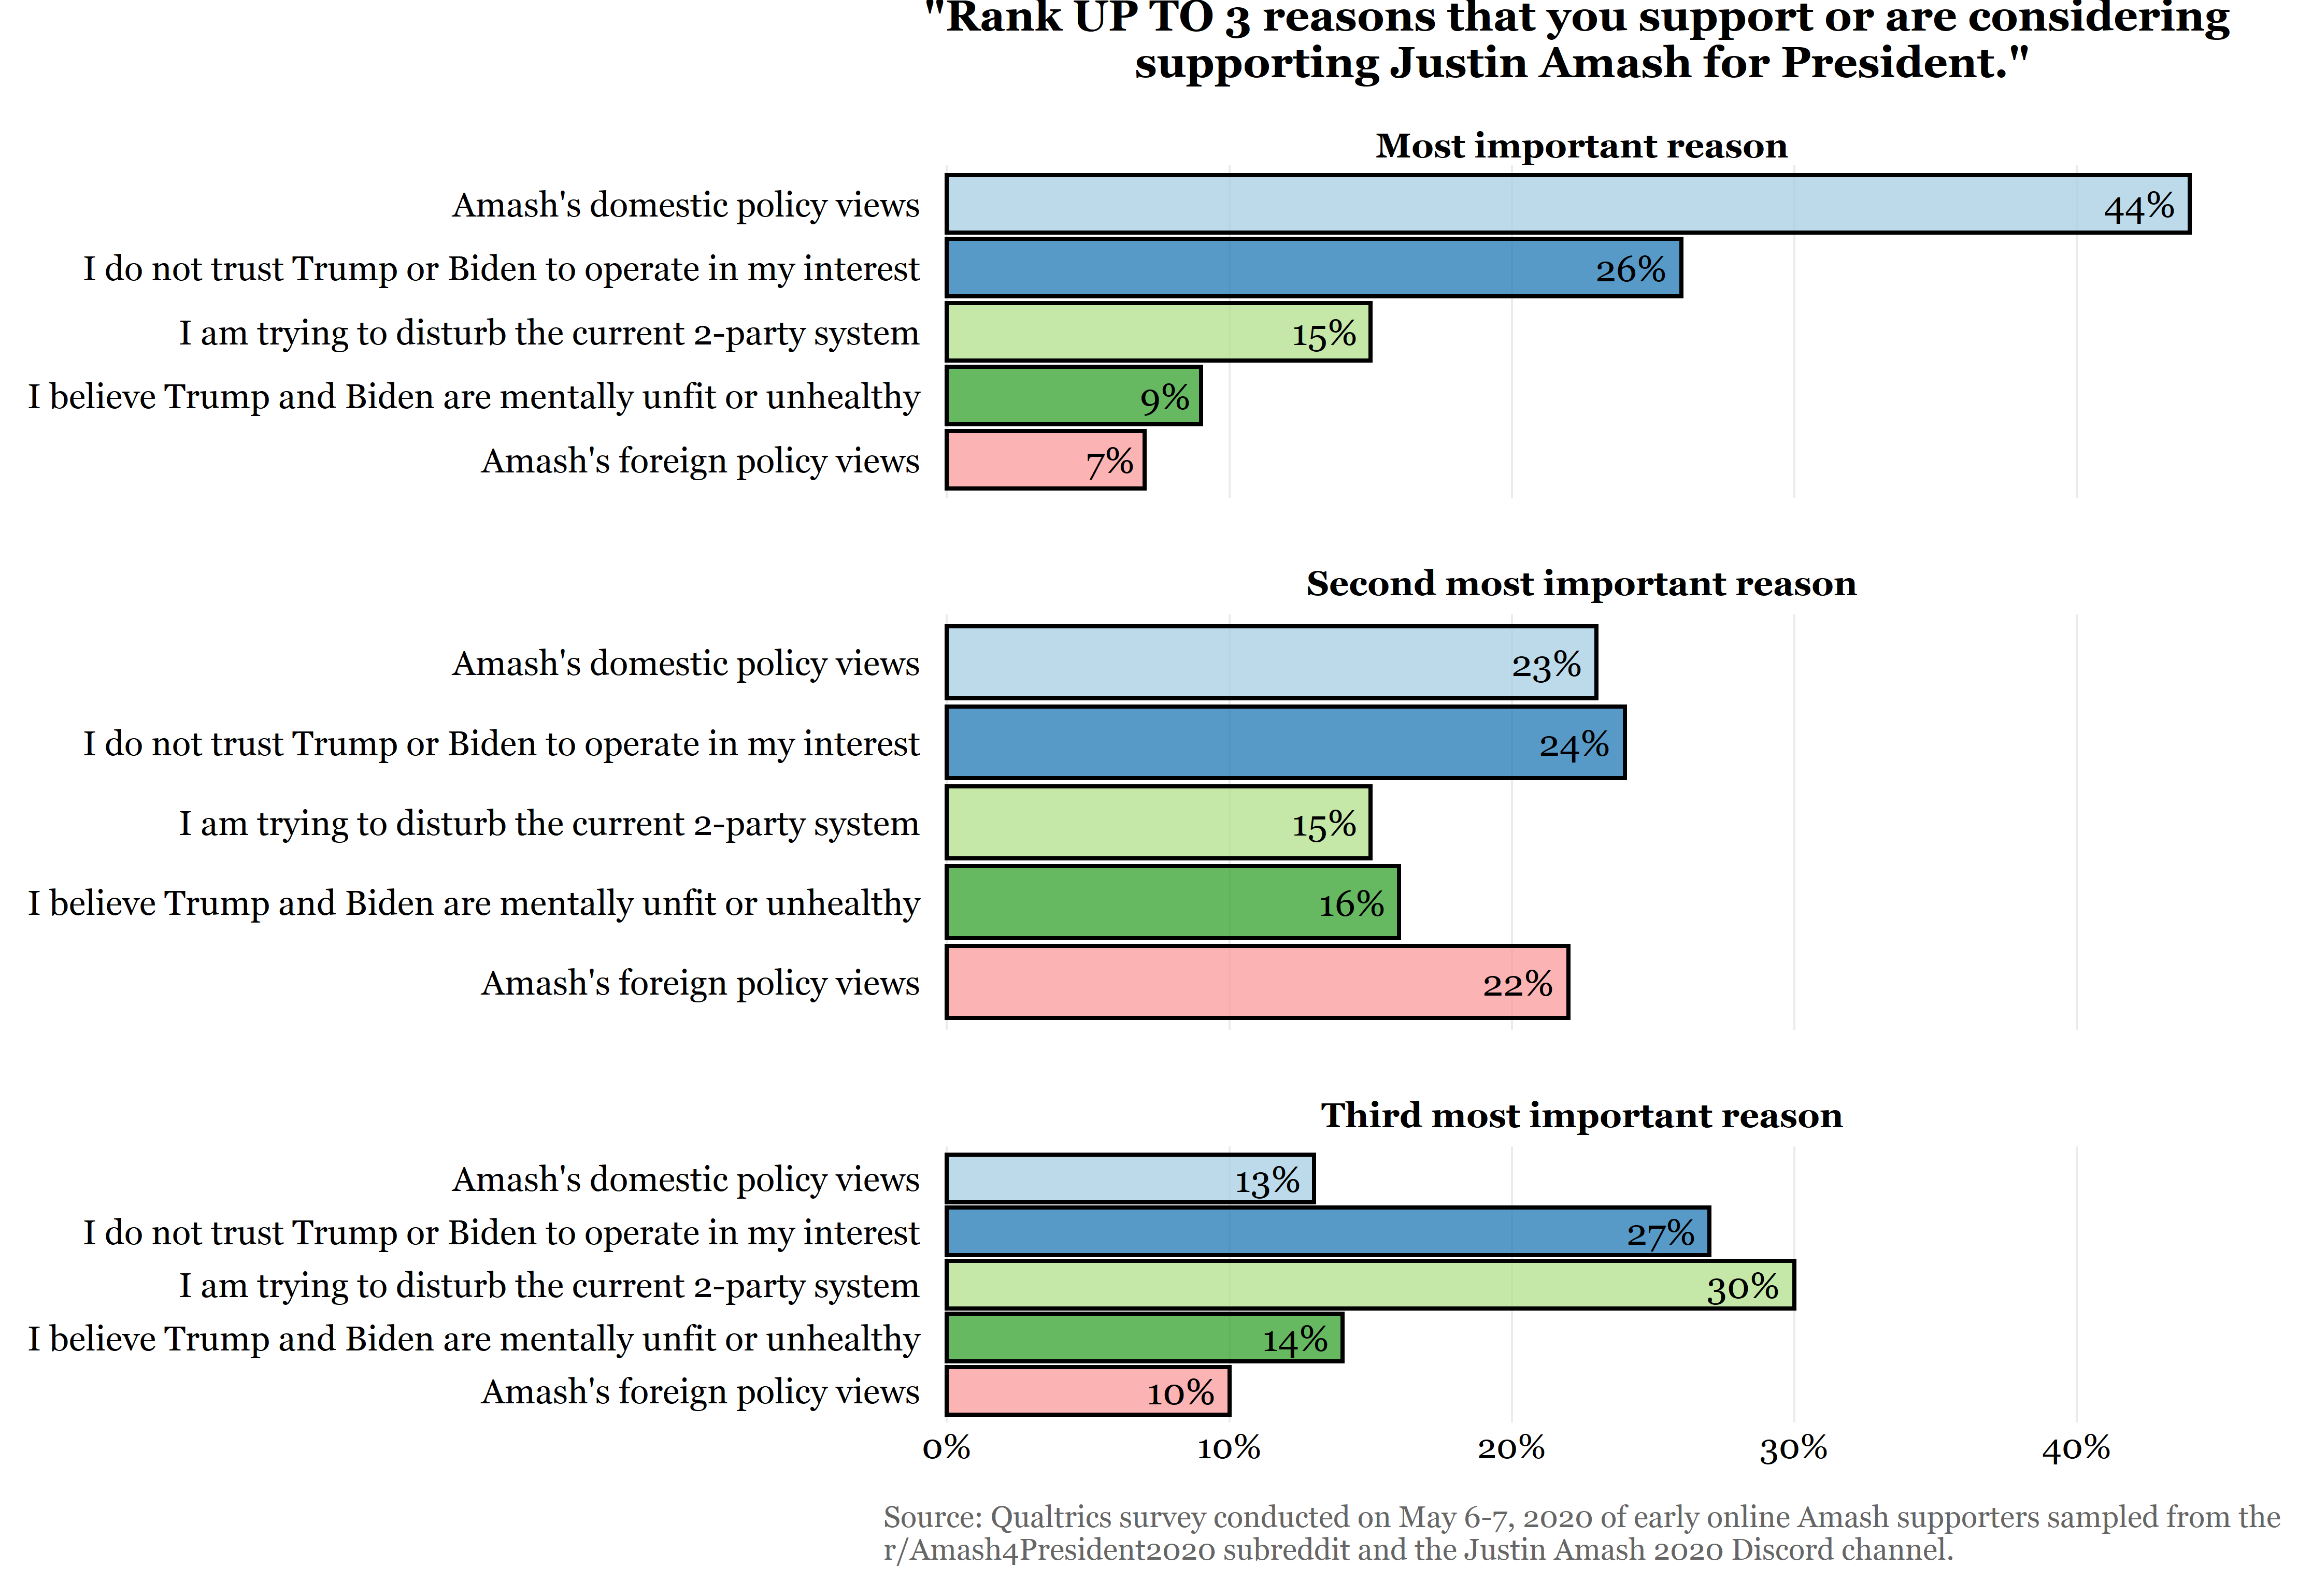 "Rank UP TO 3 reasons that you support or are considering
supporting Justin Amash for President."
Most important reason
Amash's domestic policy views 44%
I do not trust Trump or Biden to operate in my interest 26%
I am trying to disturb the current 2-party system 15%
I believe Trump and Biden are mentally unfit or unhealthy 9%
Amash's foreign policy views 7%
Second most important reason
Amash's domestic policy views 23%
I do not trust Trump or Biden to operate in my interest 24%
I am trying to disturb the current 2-party system 15%
I believe Trump and Biden are mentally unfit or unhealthy 16%
Amash's foreign policy views 22%
Third most important reason
Amash's domestic policy views 13%
I do not trust Trump or Biden to operate in my interest 27%
I am trying to disturb the current 2-party system 30%
I believe Trump and Biden are mentally unfit or unhealthy 14%
Amash's foreign policy views 10%
0% 10% 20% 30% 40%
Source: Qualtrics survey conducted on May 6-7, 2020 of early online Amash supporters sampled from the
r/Amash4President2020 subreddit and the Justin Amash 2020 Discord channel.